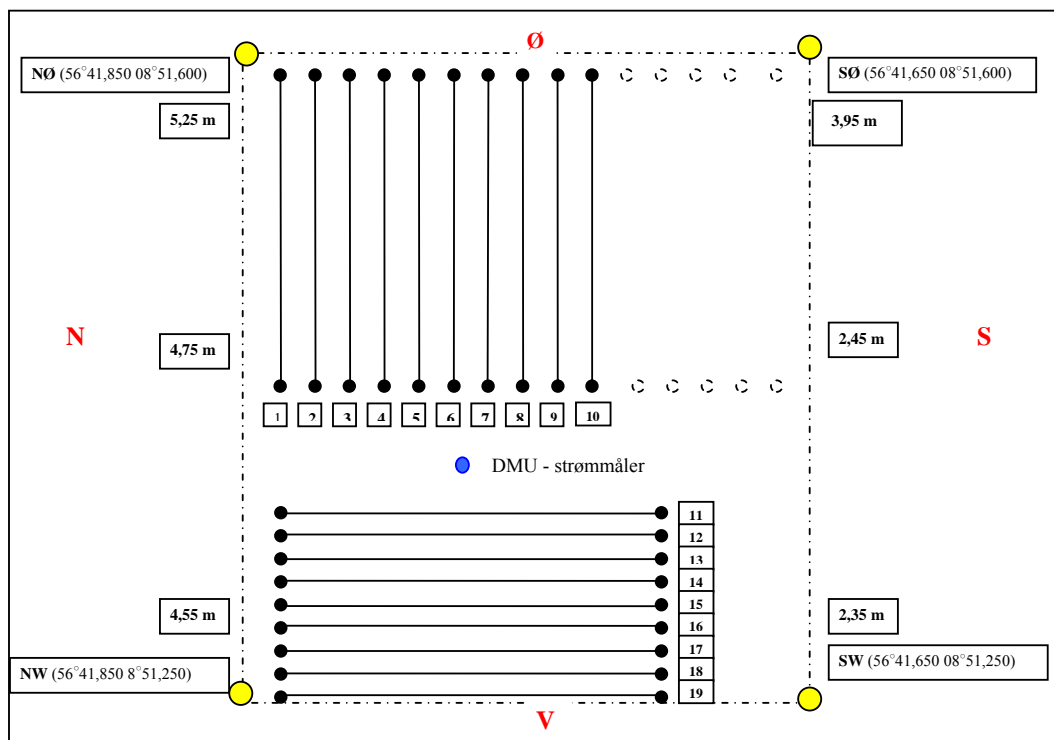 Ø
NØ (56°41,850 08°51,600)
SØ (56°41,650 08°51,600)
5,25 m
3,95 m
N
4,75 m
2,45 m
S
1 2 3 4 5 6 7 8 9 10
DMU - strømmåler
11
12
13
14
15
16
17
18
19
4,55 m
2,35 m
NW (56°41,850 8°51,250)
SW (56°41,650 08°51,250)
V